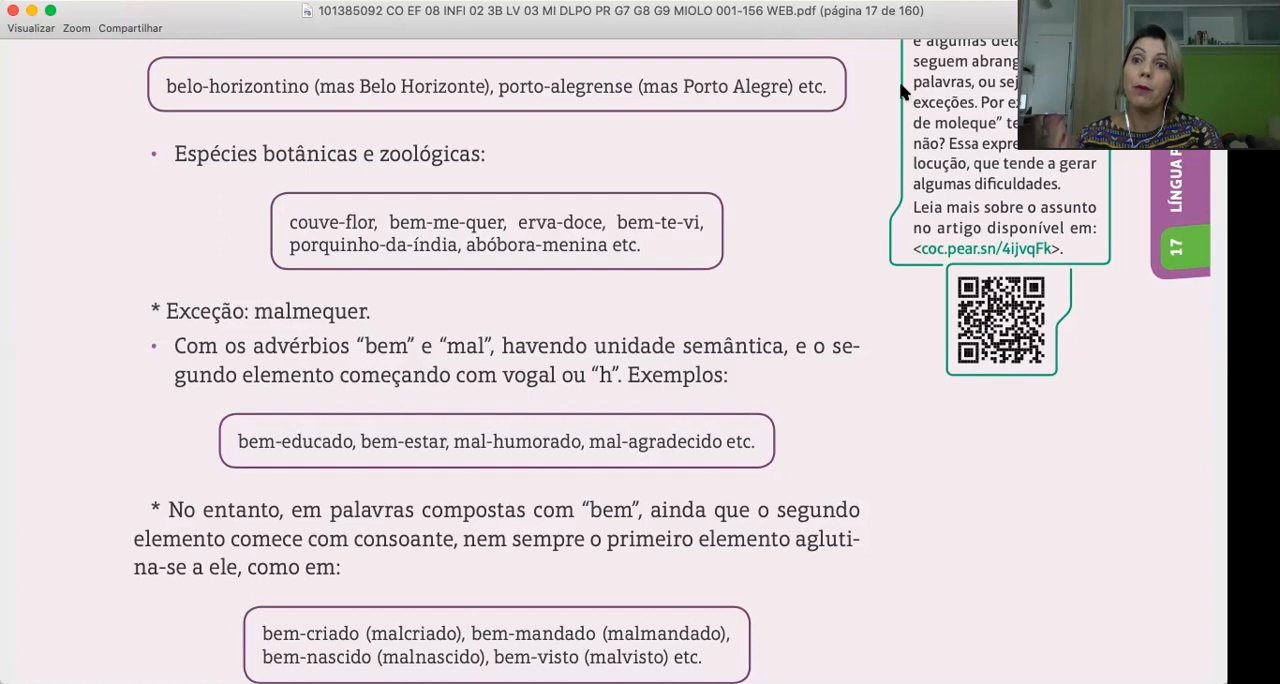 101385092 CO EF 08 INFI 02 3B LV 03 MI DLPO PR G7 G8 G9 MIOLO 001-156 WEB.pdf (página 17 de 160)
Visualizar Zoom Compartilhar
belo-horizontino (mas Belo Horizonte), porto-alegrense (mas Porto Alegre) etc.
• Espécies botânicas e zoológicas:
couve-flor, bem-me-quer, erva-doce, bem-te-vi,
porquinho-da-índia, abóbora-menina etc.
* Exceção: malmequer.
• Com os advérbios “bem” e “mal”, havendo unidade semântica, e o se-
gundo elemento começando com vogal ou “h”. Exemplos:
bem-educado, bem-estar, mal-humorado, mal-agradecido etc.
* No entanto, em palavras compostas com “bem”, ainda que o segundo
elemento comece com consoante, nem sempre o primeiro elemento agluti-
na-se a ele, como em:
bem-criado (malcriado), bem-mandado (malmandado),
bem-nascido (malnascido), bem-visto (malvisto) etc.
e algumas
seguem
palavras, ou
exceções. Por
de moleque”
não? Essa
locução, que tende a gerar
algumas dificuldades.
Leia mais sobre o assunto
no artigo disponível em:
<coc.pear.sn/4ijvqFk>.
LÍNGUA
17